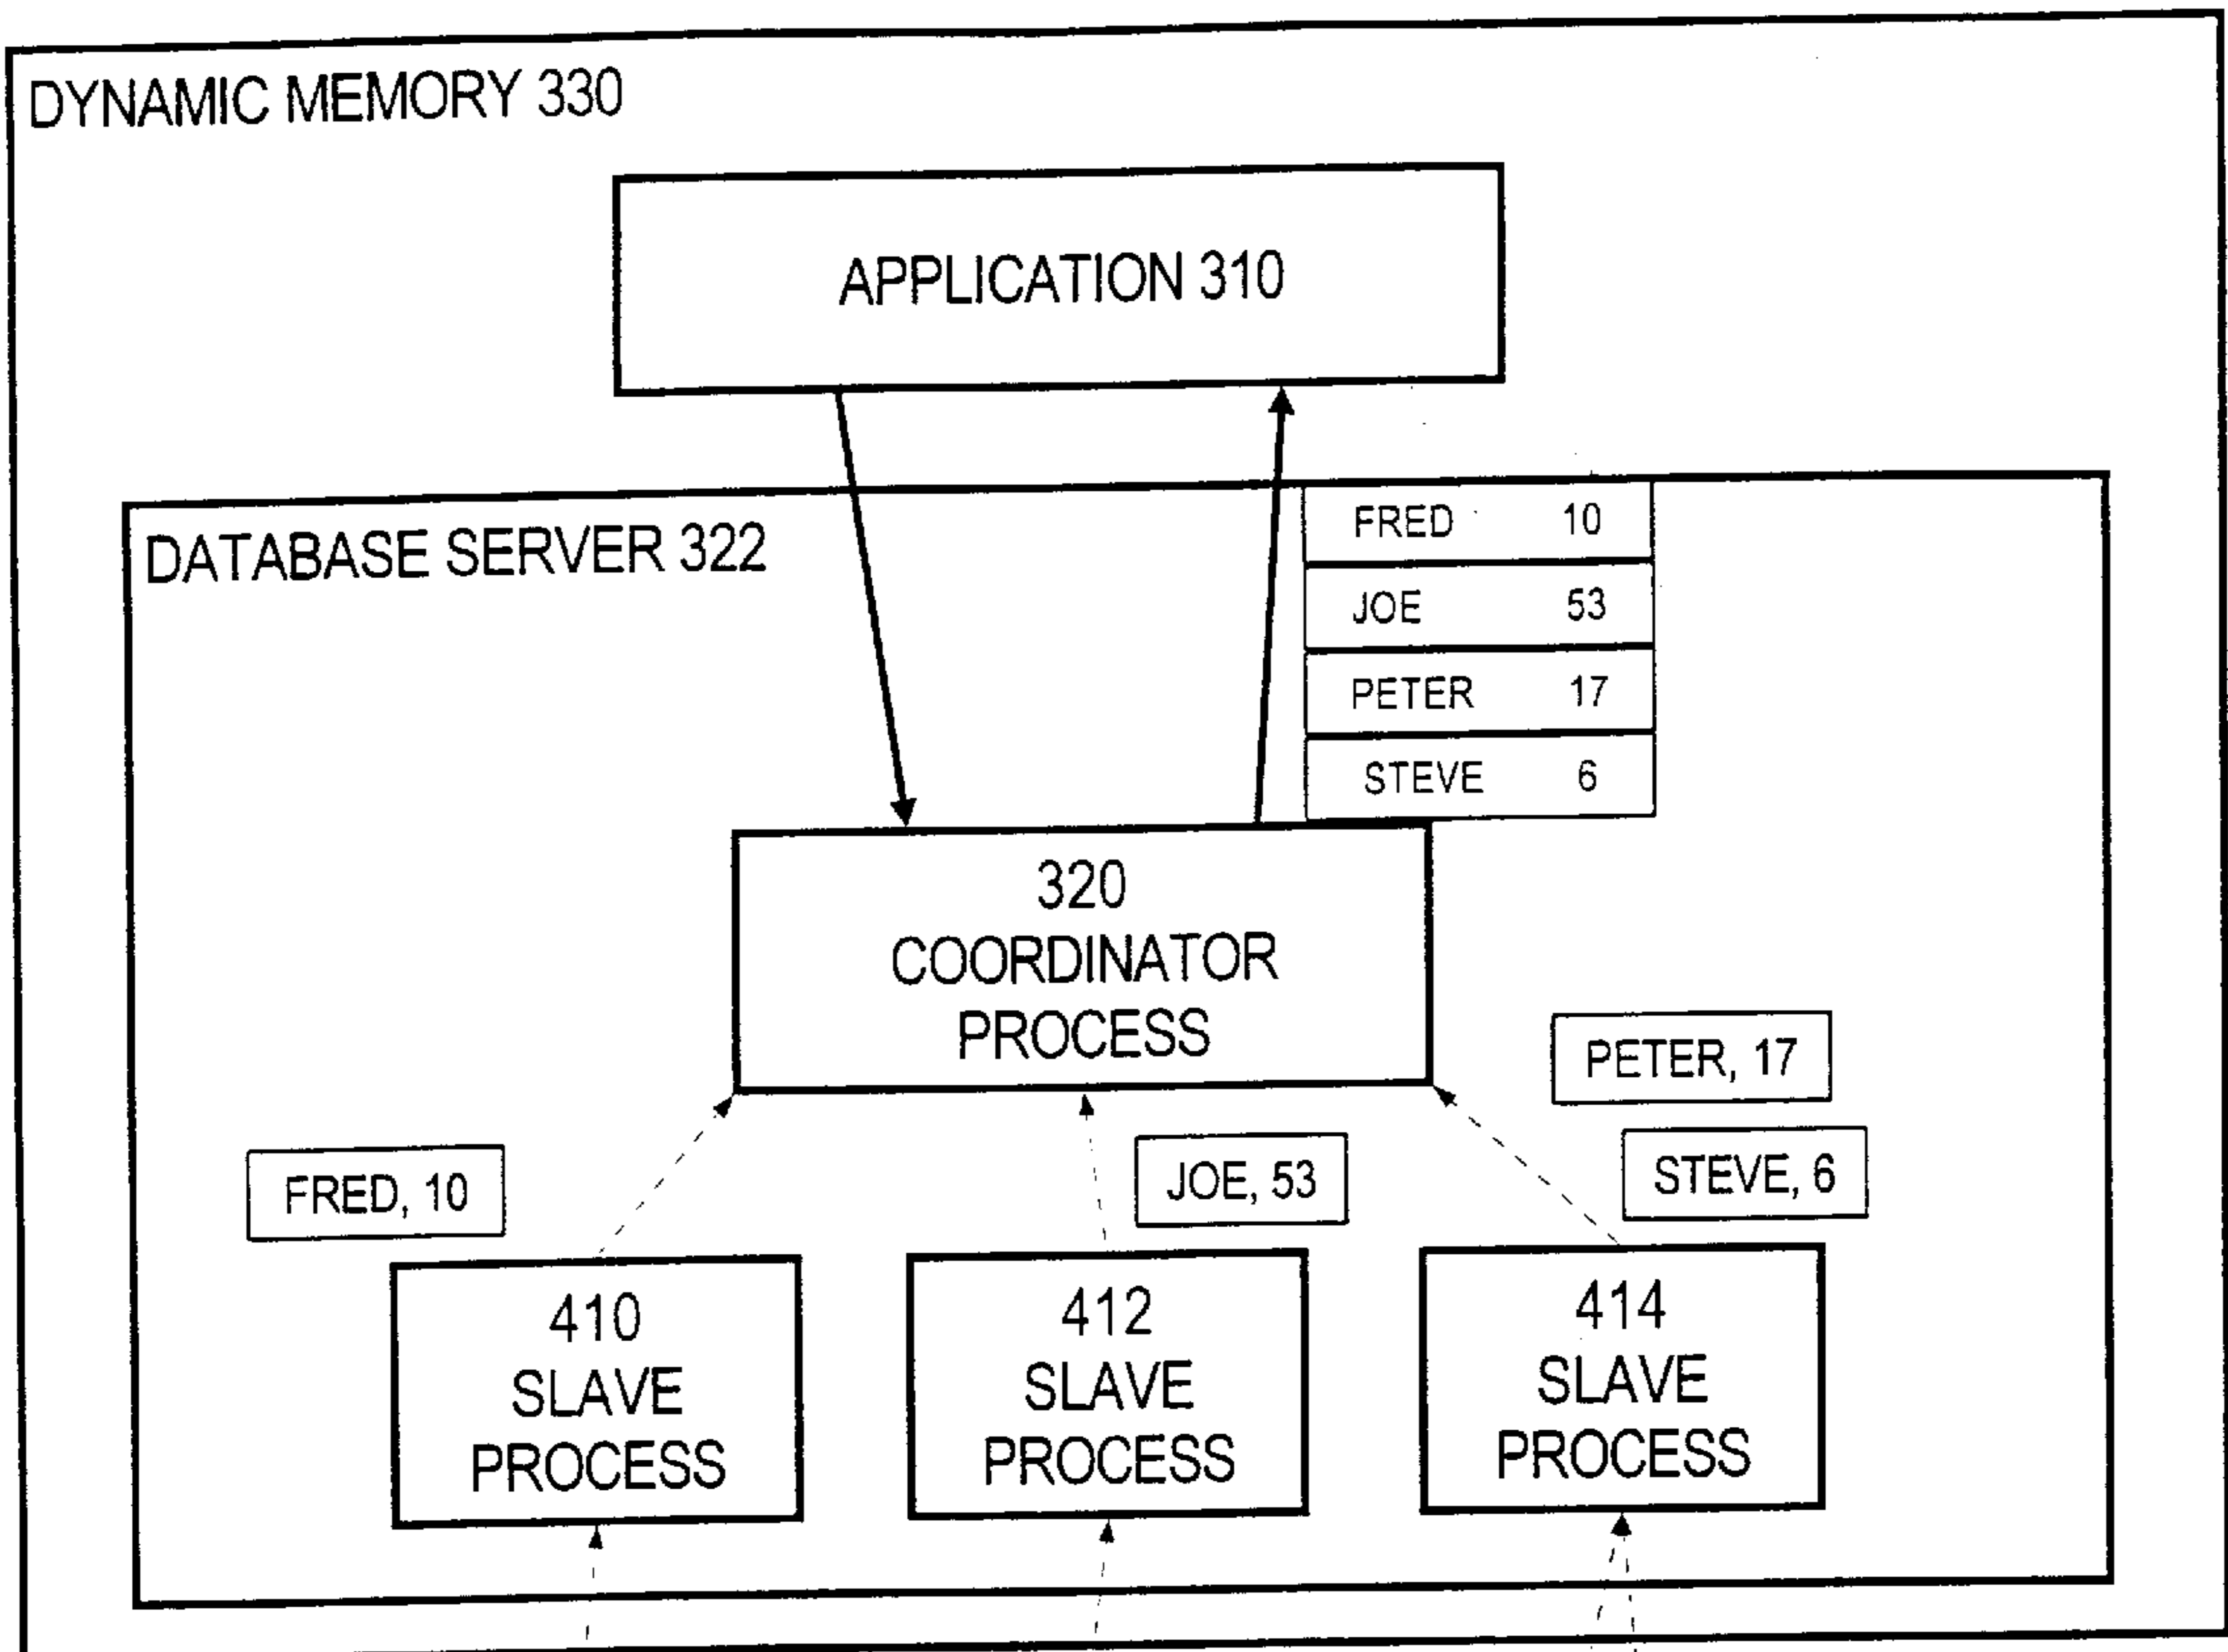 DYNAMIC MEMORY 330
APPLICATION 310
DATABASE SERVER 322
FRED 10
JOE 53
PETER 17
STEVE 6
320
COORDINATOR
PROCESS
PETER, 17
FRED, 10
JOE, 53
STEVE, 6
410
SLAVE
PROCESS
412
SLAVE
PROCESS
414
SLAVE
PROCESS